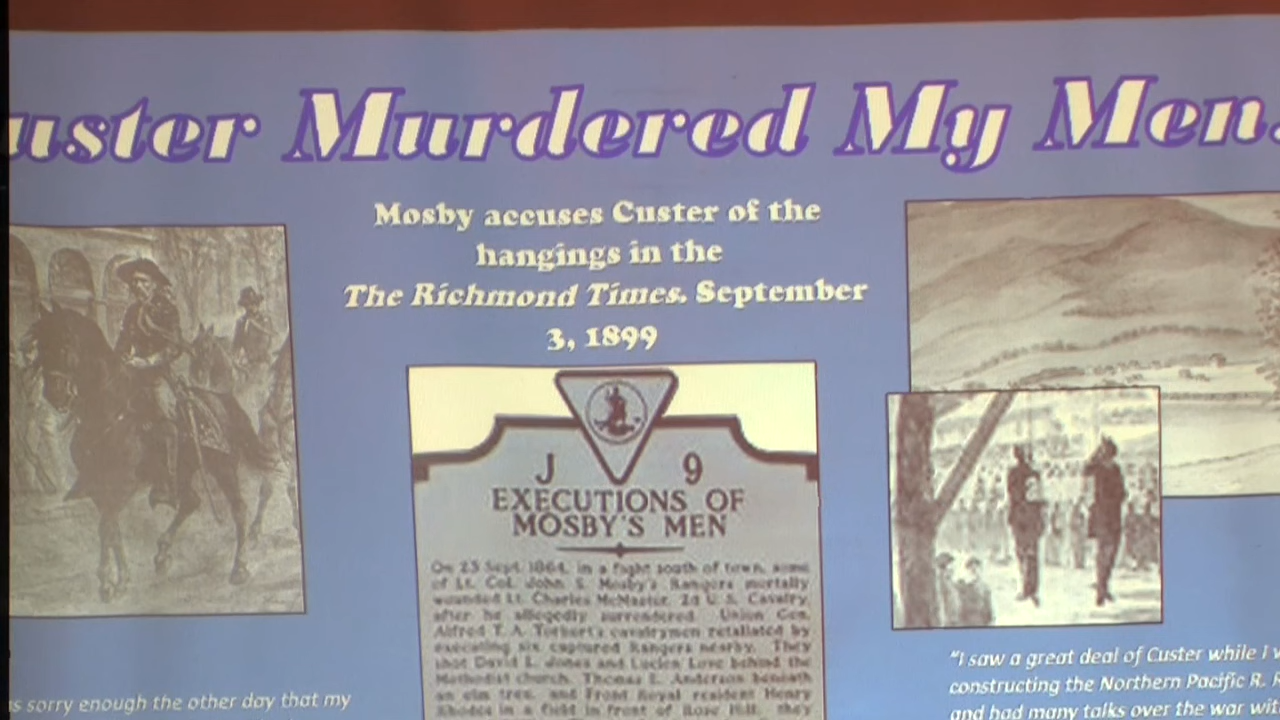 uster Murdered My Men.
Mosby accuses Custer of the
hangings in the
The Richmond Times. September
3, 1899
J 9
EXECUTIONS OF
MOSBY'S MEN
On 23 Sept. 1864, in a fight south of town, some
of Lt. Col. John S. Mosby's Rangers mortally
wounded Lt. Charles McMaster, 2d U.S. Cavalry,
after he allegedly surrendered. Union Gen.
Alfred T. A. Torbert's cavalrymen retaliated by
executing six captured Rangers nearby. They
shot David L. Jones and Lucien Love behind the
Methodist church, Thomas E. Anderson beneath
an elm tree, and Front Royal resident Henry
Rhodes in a field in front of Rose Hill. they
s sorry enough the other day that my
"I saw a great deal of Custer while I w
constructing the Northern Pacific R. R
and had many talks over the war wit